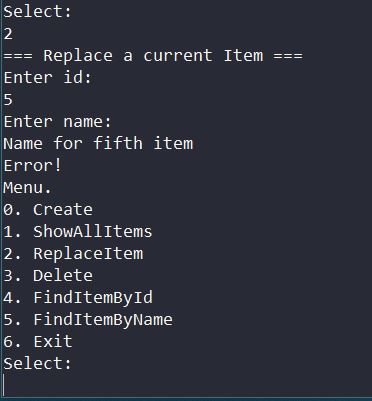 Select:
2
=== Replace a current Item ===
Enter id:
5
Enter name:
Name for fifth item
Error!
Menu.
0. Create
1. ShowAllItems
2. ReplaceItem
3. Delete
4. FindItemById
5. FindItemByName
6. Exit
Select: